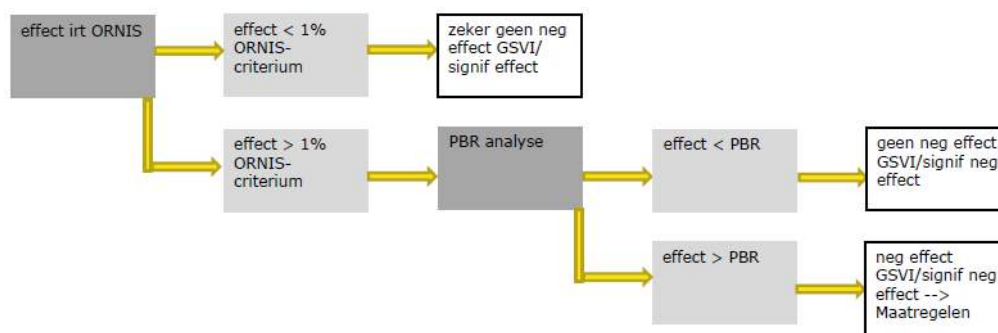 effect irt ORNIS
effect < 1%
ORNIS-
criterium
zeker geen neg
effect GSVI/
signif effect
effect > 1%
ORNIS-
criterium
PBR analyse
effect < PBR
geen neg effect
GSVI/signif neg
effect
effect > PBR
neg effect
GSVI/signif neg
effect -->
Maatregelen